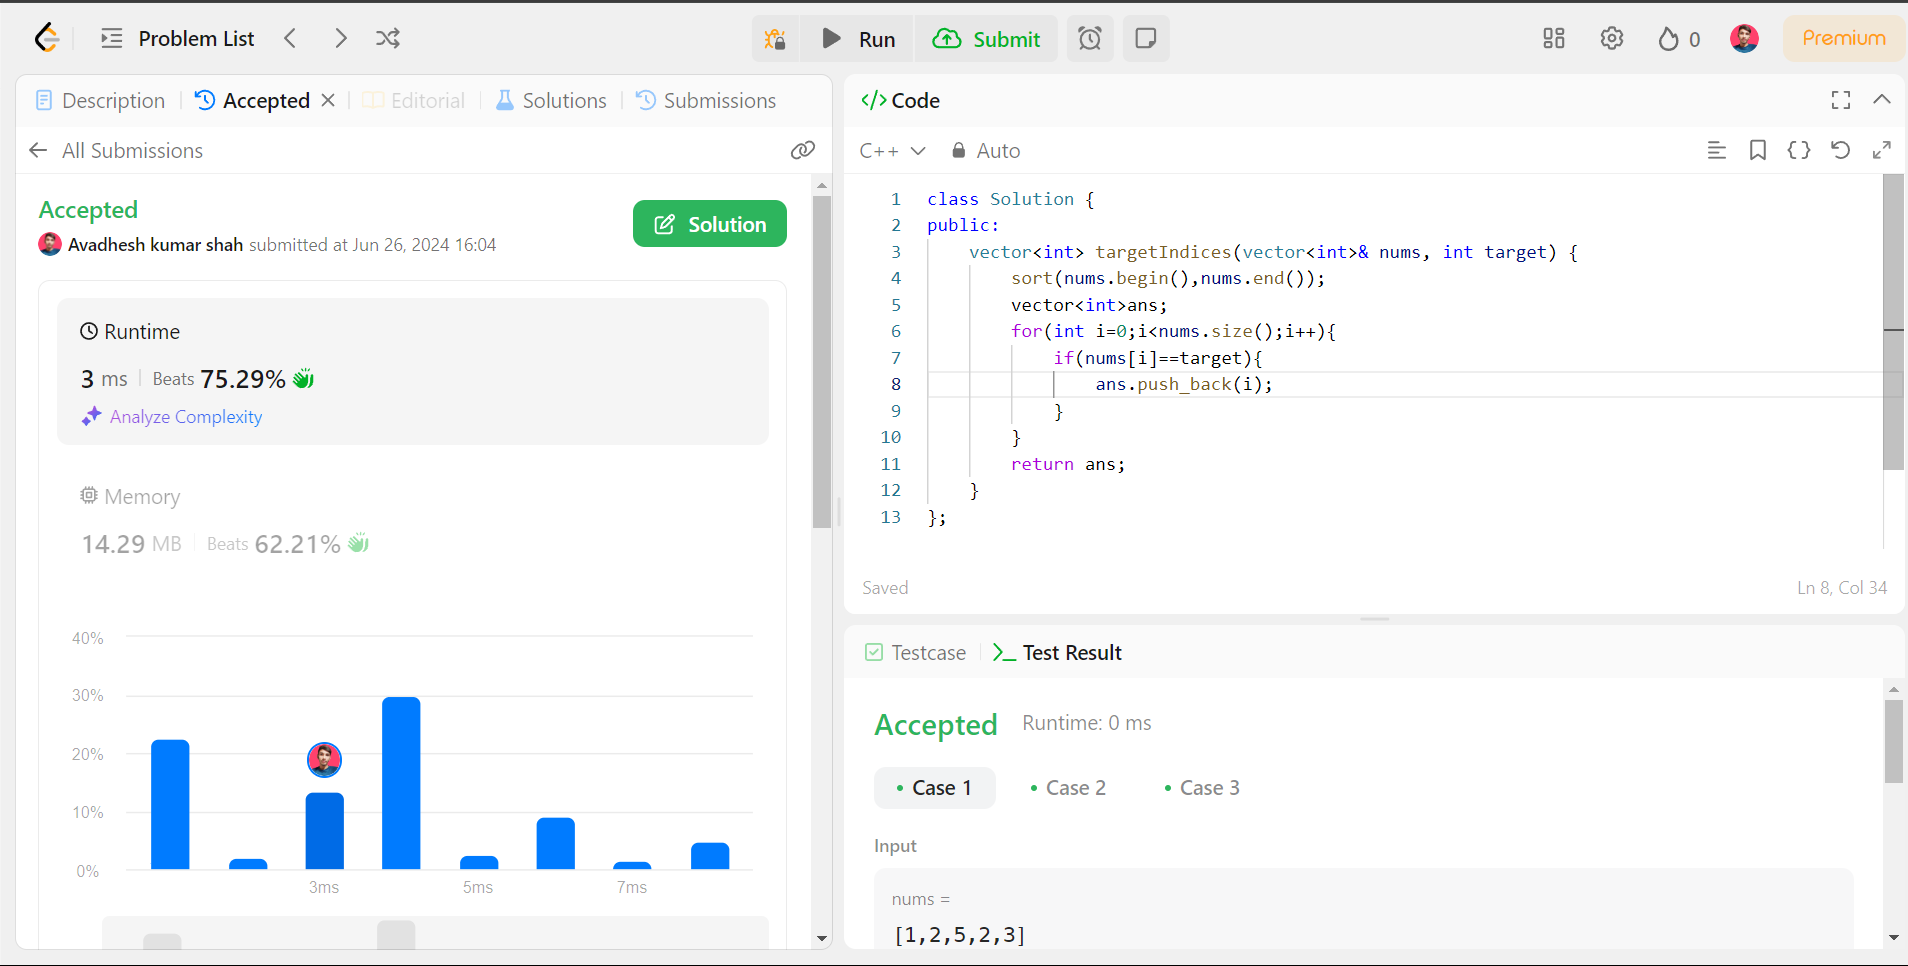 Problem List
Run
Submit
0
Premium
Description
Accepted
Editorial
Solutions
Submissions
All Submissions
Accepted
Avadhesh kumar shah submitted at Jun 26, 2024 16:04
Solution
Runtime
3 ms Beats 75.29%
Analyze Complexity
Memory
14.29 MB Beats 62.21%
40%
30%
20%
10%
0%
3ms
5ms
7ms
</> Code
C++
Auto
1 class Solution {
2 public:
3     vector<int> targetIndices(vector<int>& nums, int target) {
4         sort(nums.begin(),nums.end());
5         vector<int>ans;
6         for(int i=0;i<nums.size();i++){
7             if(nums[i]==target){
8                 ans.push_back(i);
9             }
10         }
11         return ans;
12     }
13 };
Saved
Ln 8, Col 34
Testcase
Test Result
Accepted Runtime: 0 ms
Case 1
Case 2
Case 3
Input
nums =
[1,2,5,2,3]